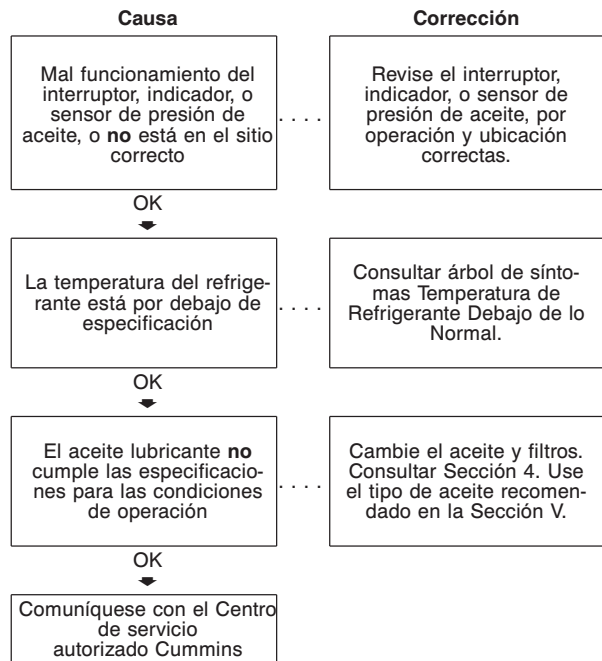 Causa
Corrección
Mal funcionamiento del
interruptor, indicador, o
sensor de presión de
aceite, o no está en el sitio
correcto
. . . .
Revise el interruptor,
indicador, o sensor de
presión de aceite, por
operación y ubicación
correctas.
OK
La temperatura del refrige-
rante está por debajo de
especificación
. . . .
Consultar árbol de sínto-
mas Temperatura de
Refrigerante Debajo de lo
Normal.
OK
El aceite lubricante no
cumple las especificacio-
nes para las condiciones
de operación
. . . .
Cambie el aceite y filtros.
Consultar Sección 4. Use
el tipo de aceite recomen-
dado en la Sección V.
OK
Comuníquese con el Centro
de servicio
autorizado Cummins